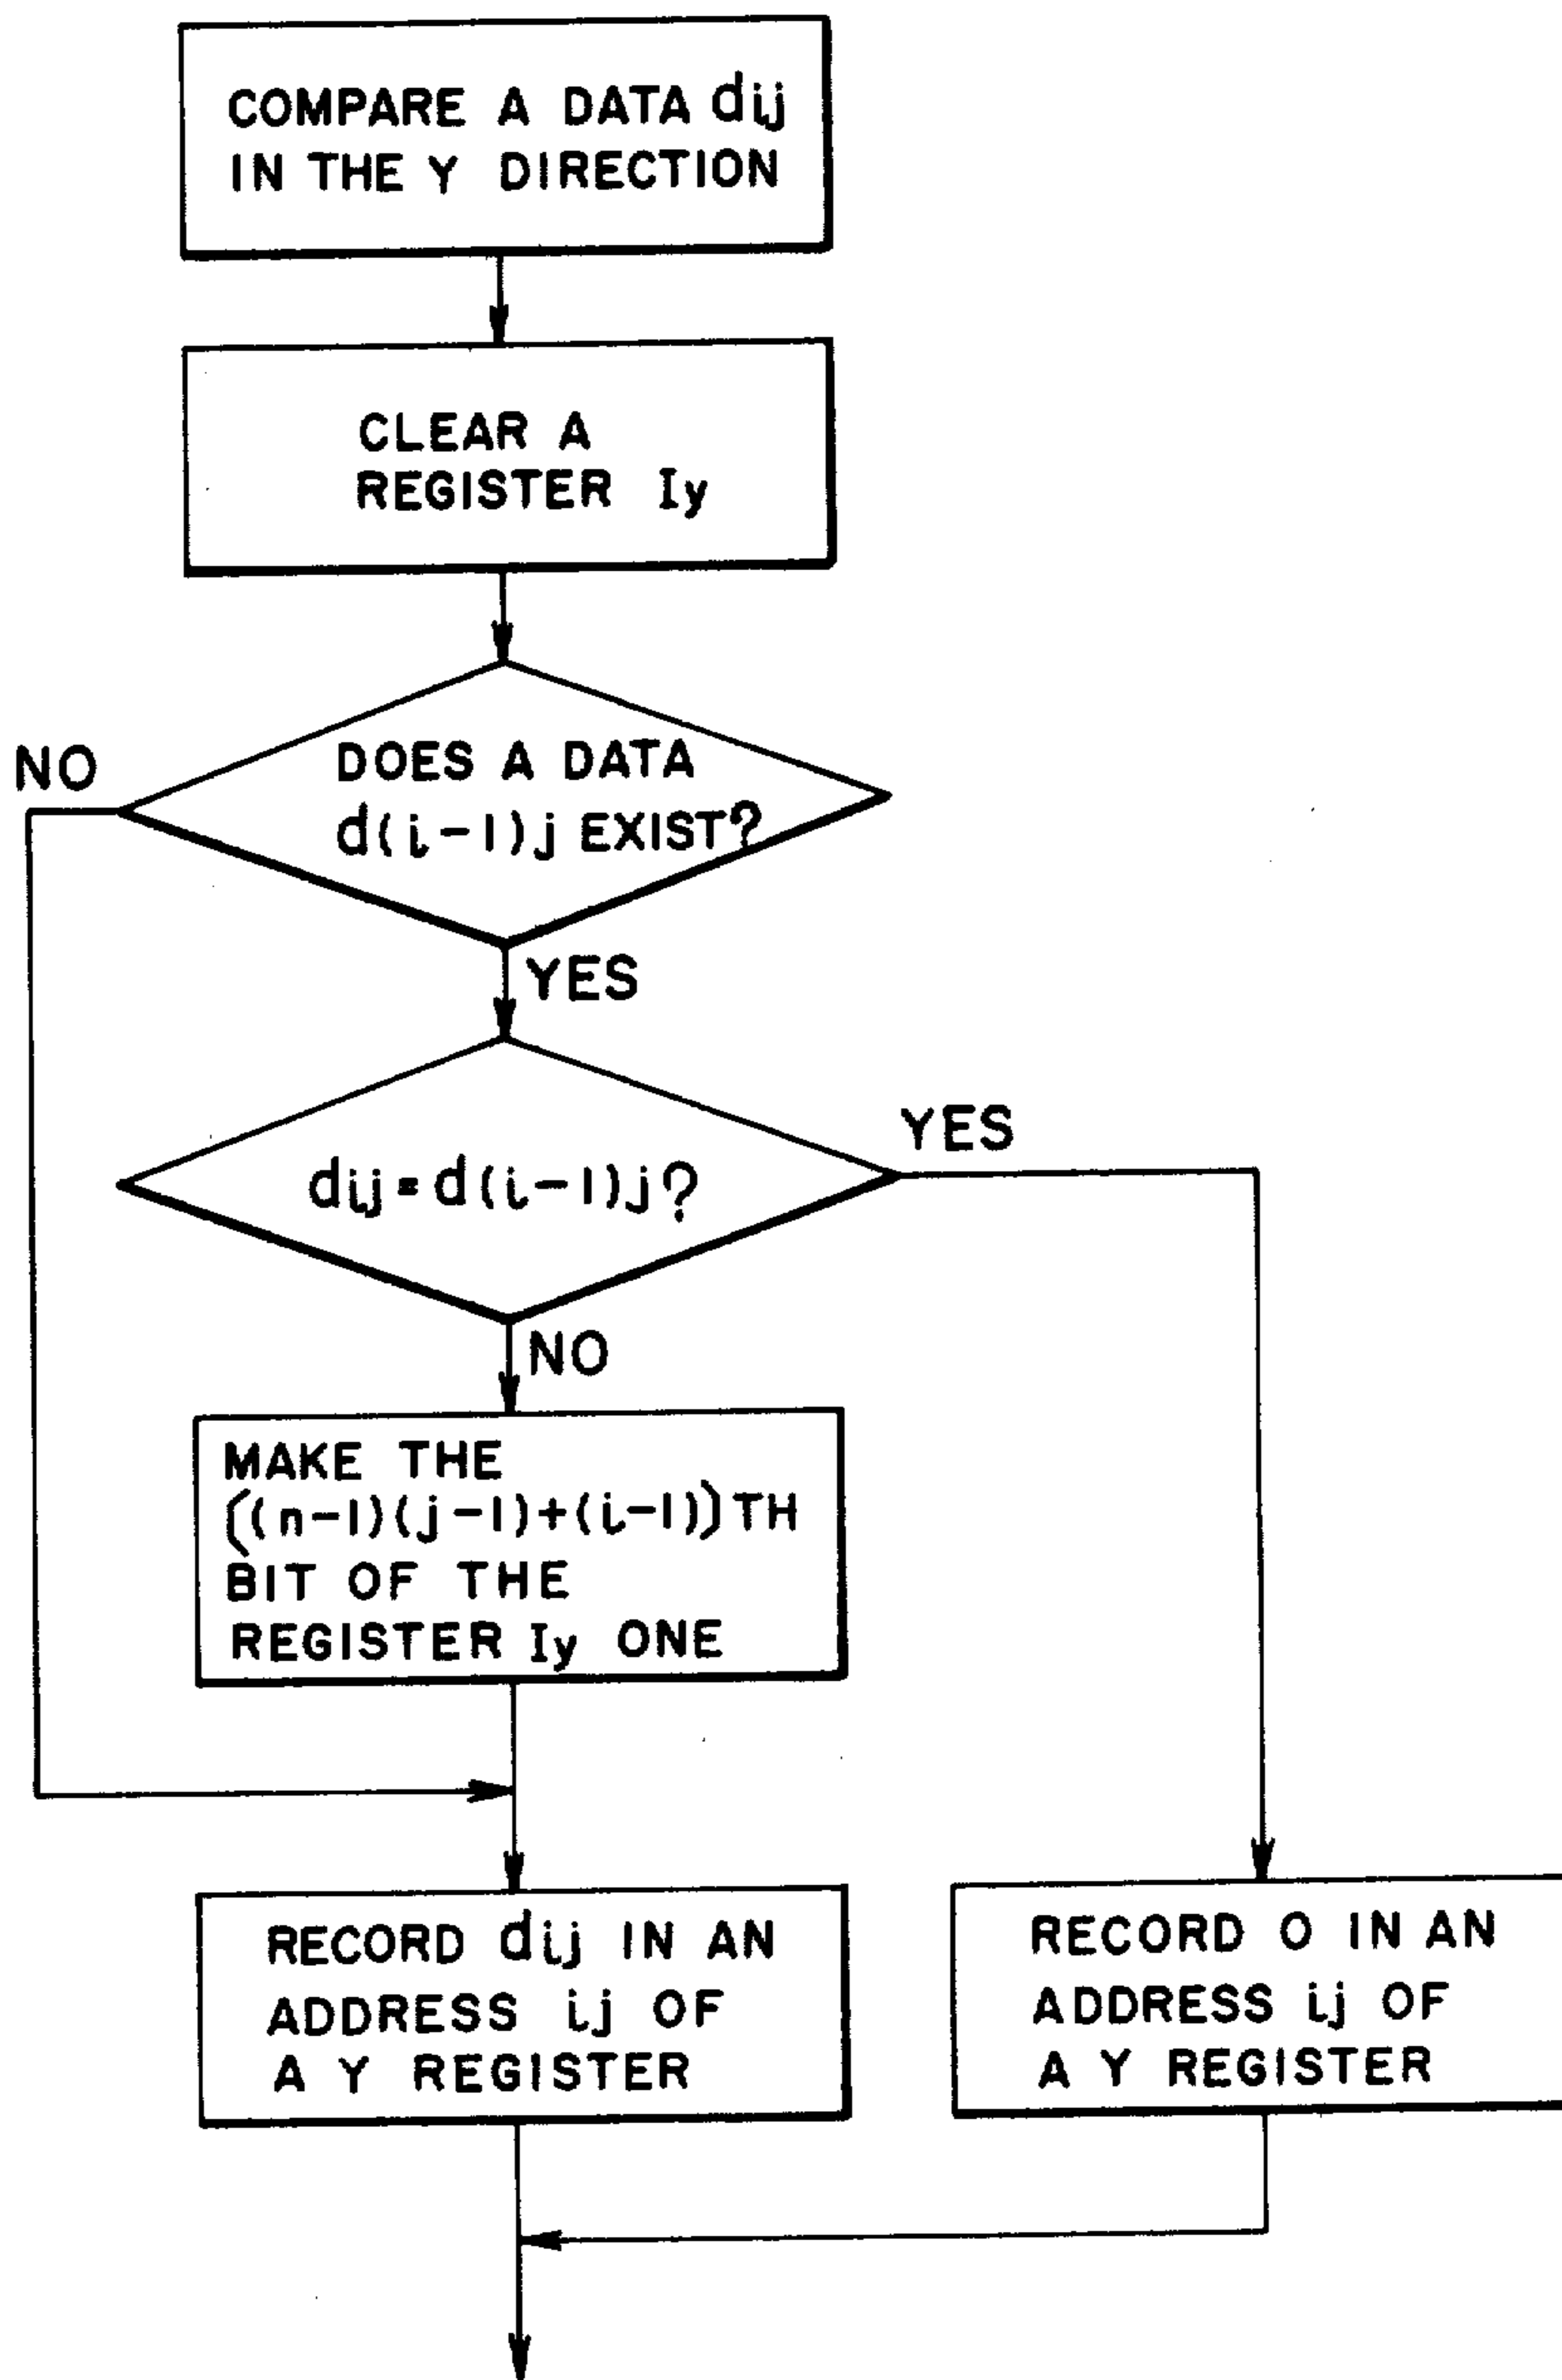 COMPARE A DATA dij
IN THE Y DIRECTION
CLEAR A
REGISTER Iy
NO
DOES A DATA
d(i-1)j EXIST?
YES
dij=d(i-1)j?
YES
NO
MAKE THE
((n-1)(j-1)+(i-1))TH
BIT OF THE
REGISTER Iy ONE
RECORD dij IN AN
ADDRESS ij OF
A Y REGISTER
RECORD O IN AN
ADDRESS ij OF
A Y REGISTER